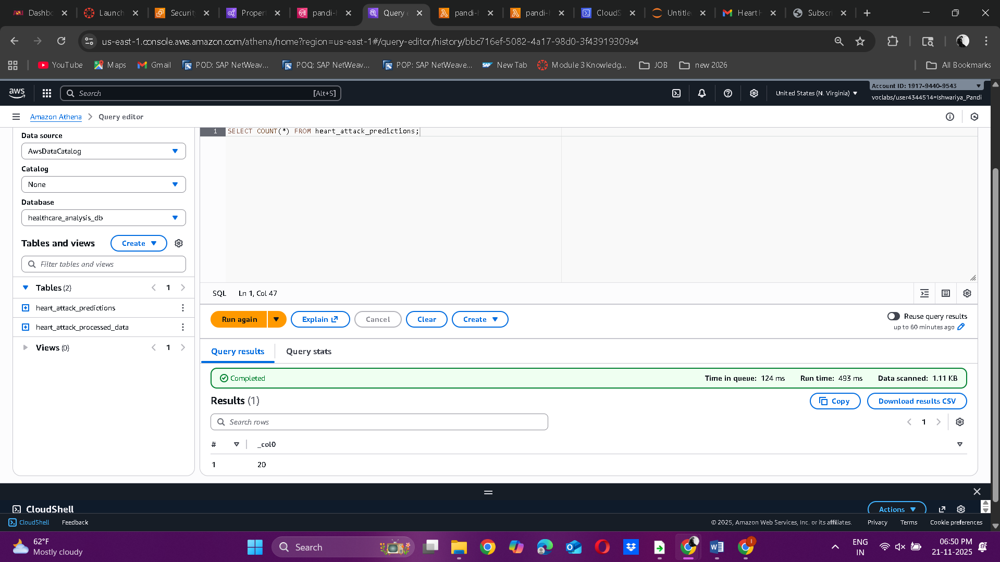 Dashbo
Launch
Securit
Proper
pandi-
Query e
pandi-
pandi-
CloudS
Untitle
Heart
Subscri
us-east-1.console.aws.amazon.com/athena/home?region=us-east-1#/query-editor/history/bbc716ef-5082-4a17-98d0-3f43919309a4
YouTube
Maps
Gmail
POD: SAP NetWeav...
POQ: SAP NetWeav...
POP: SAP NetWeave...
SAP
New Tab
Module 3 Knowledg...
JOB
new 2026
All Bookmarks
aws
Search
[Alt+S]
United States (N. Virginia)
Account ID: 1917-9440-9543
voclabs/user4344514=Ishwariya_Pandi
Amazon Athena
Query editor
Data source
AwsDataCatalog
Catalog
None
Database
healthcare_analysis_db
Tables and views
Create
Filter tables and views
Tables (2)
1
heart_attack_predictions
heart_attack_processed_data
Views (0)
1
1 SELECT COUNT(*) FROM heart_attack_predictions;
SQL
Ln 1, Col 47
Run again
Explain
Cancel
Clear
Create
Reuse query results
up to 60 minutes ago
Query results
Query stats
Completed
Time in queue: 124 ms
Run time: 493 ms
Data scanned: 1.11 KB
Results (1)
Copy
Download results CSV
Search rows
1
# _col0
1 20
CloudShell
Actions
CloudShell
Feedback
© 2025, Amazon Web Services, Inc. or its affiliates.
Privacy
Terms
Cookie preferences
62°F
Mostly cloudy
Search
ENG
IN
06:50 PM
21-11-2025